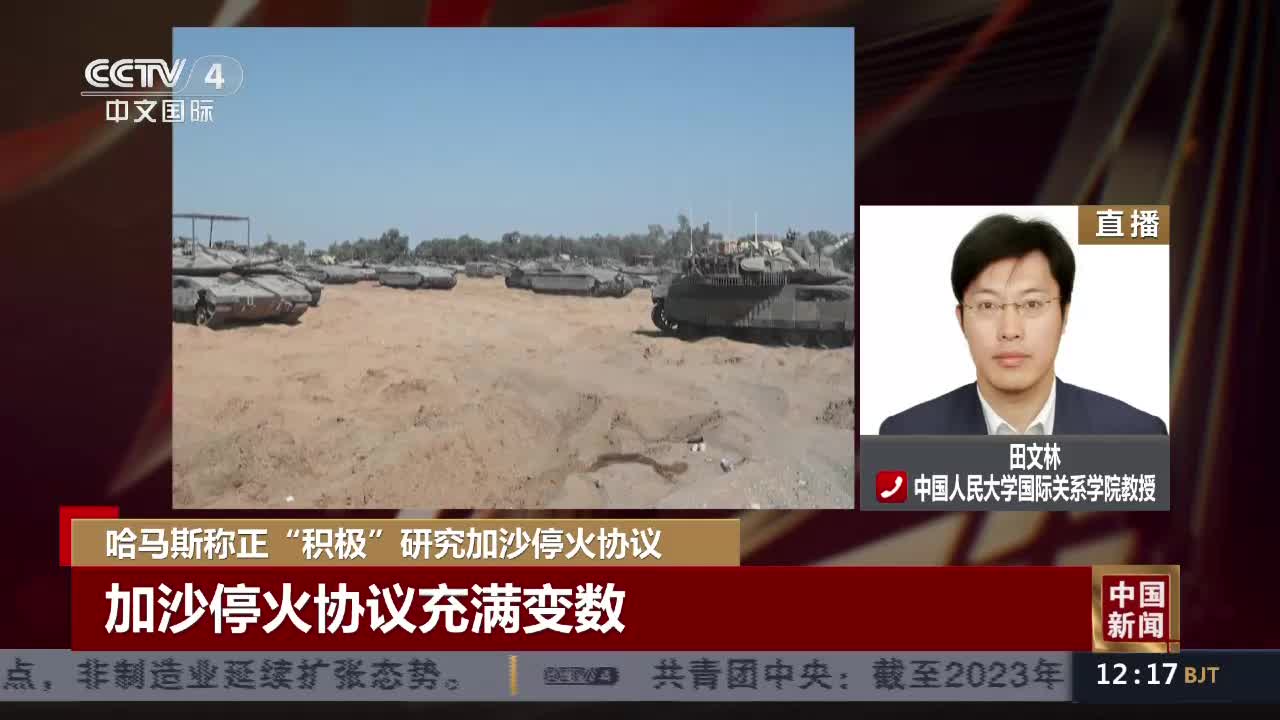 CCTV 4
中文国际
直播
田文林
中国人民大学国际关系学院教授
哈马斯称正“积极”研究加沙停火协议
加沙停火协议充满变数
中国
新闻
点，非制造业延续扩张态势。 CCTV4 共青团中央：截至2023年
12:17 BJT